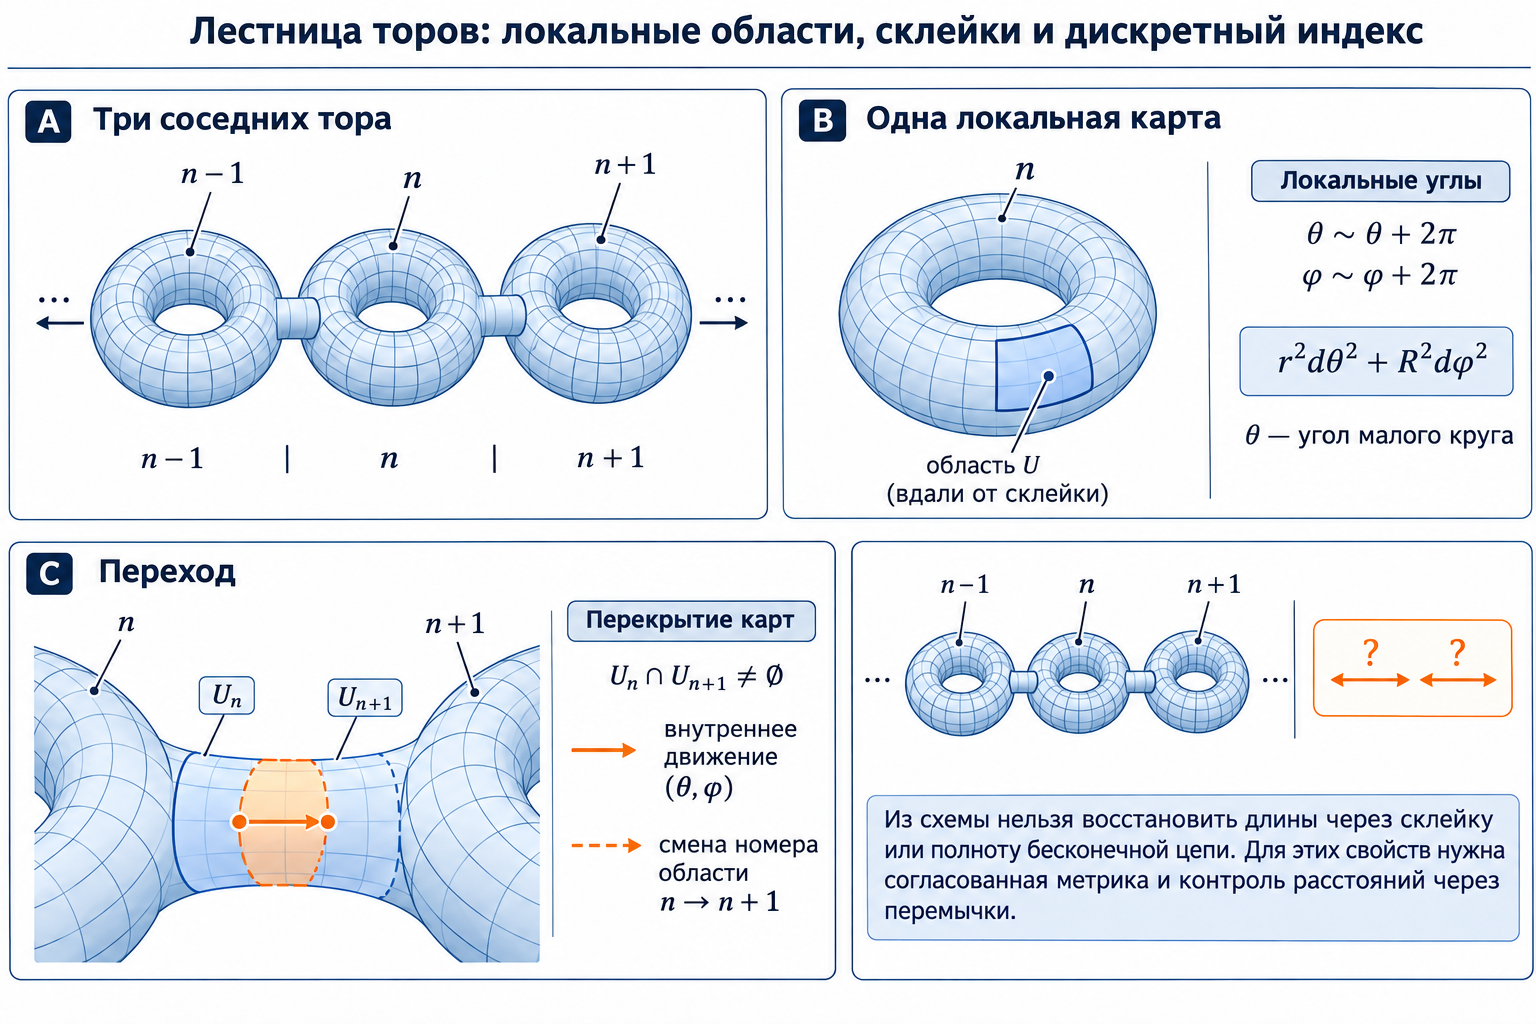 Лестница торов: локальные области, склейки и дискретный индекс
A Три соседних тора
n − 1
n
n + 1
...
...
n − 1 | n | n + 1
B Одна локальная карта
n
область U
(вдали от склейки)
Локальные углы
θ ~ θ + 2π
φ ~ φ + 2π
r²dθ² + R²dφ²
θ — угол малого круга
C Переход
n
n + 1
Uₙ
Uₙ₊₁
Перекрытие карт
Uₙ ∩ Uₙ₊₁ ≠ ∅
внутреннее
движение
(θ, φ)
смена номера
области
n → n + 1
n − 1
n
n + 1
...
...
? ?
Из схемы нельзя восстановить длины через склейку
или полноту бесконечной цепи. Для этих свойств нужна
согласованная метрика и контроль расстояний через
перемычки.